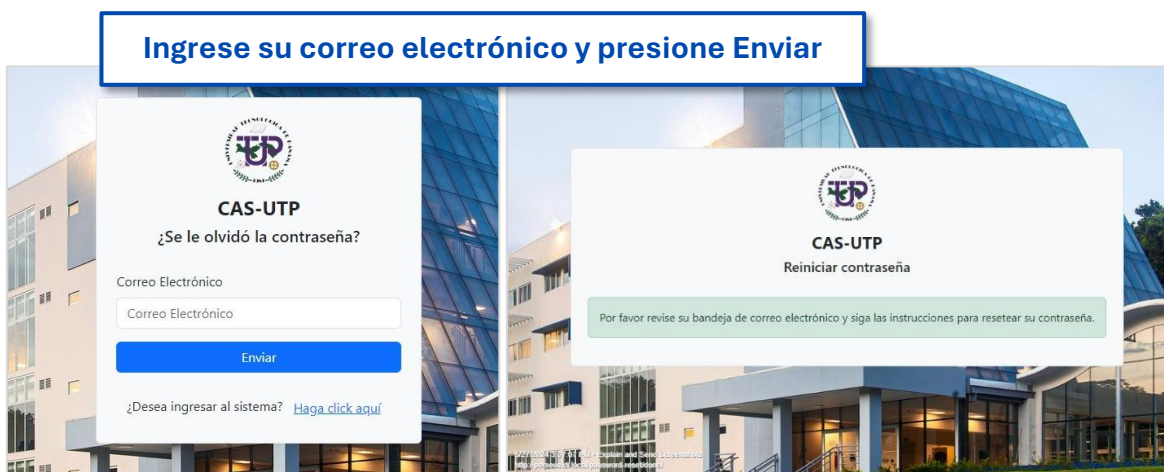 Ingrese su correo electrónico y presione Enviar
UTP
CAS-UTP
¿Se le olvidó la contraseña?
Correo Electrónico
Correo Electrónico
Enviar
¿Desea ingresar al sistema? Haga click aquí
UTP
CAS-UTP
Reiniciar contraseña
Por favor revise su bandeja de correo electrónico y siga las instrucciones para resetear su contraseña.